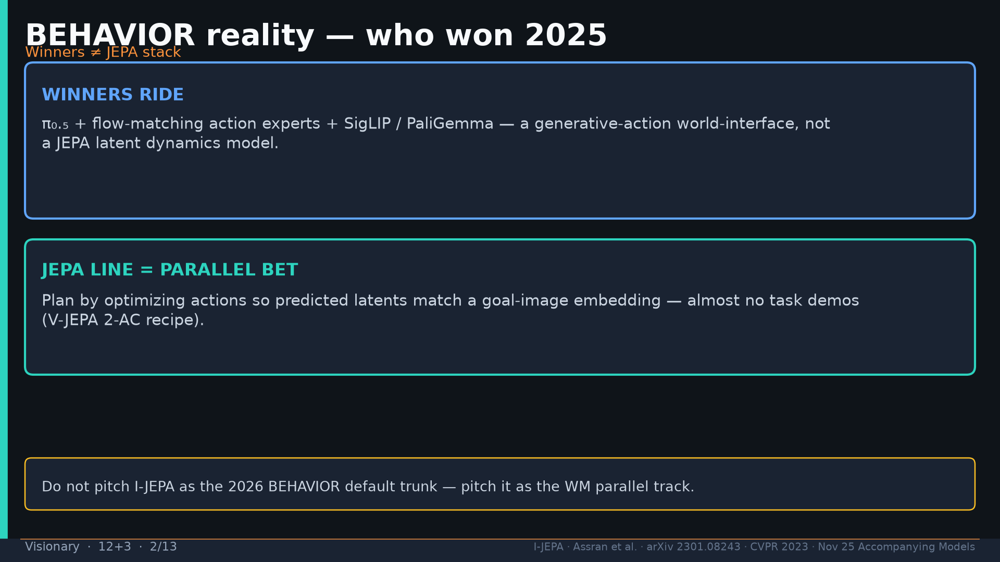 BEHAVIOR reality — who won 2025
Winners ≠ JEPA stack
WINNERS RIDE
π₀.₅ + flow-matching action experts + SigLIP / PaliGemma — a generative-action world-interface, not
a JEPA latent dynamics model.
JEPA LINE = PARALLEL BET
Plan by optimizing actions so predicted latents match a goal-image embedding — almost no task demos
(V-JEPA 2-AC recipe).
Do not pitch I-JEPA as the 2026 BEHAVIOR default trunk — pitch it as the WM parallel track.
Visionary · 12+3 · 2/13
I-JEPA · Assran et al. · arXiv 2301.08243 · CVPR 2023 · Nov 25 Accompanying Models